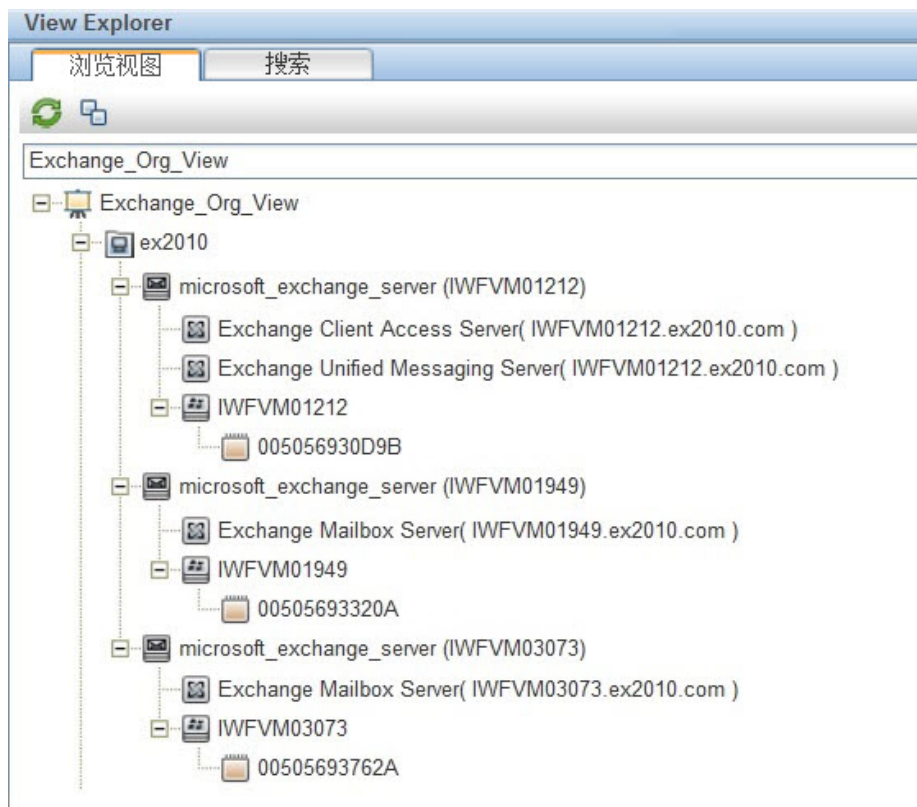 View Explorer
浏览视图 搜索
Exchange_Org_View
Exchange_Org_View
ex2010
microsoft_exchange_server (IWFVM01212)
Exchange Client Access Server( IWFVM01212.ex2010.com )
Exchange Unified Messaging Server( IWFVM01212.ex2010.com )
IWFVM01212
005056930D9B
microsoft_exchange_server (IWFVM01949)
Exchange Mailbox Server( IWFVM01949.ex2010.com )
IWFVM01949
00505693320A
microsoft_exchange_server (IWFVM03073)
Exchange Mailbox Server( IWFVM03073.ex2010.com )
IWFVM03073
00505693762A